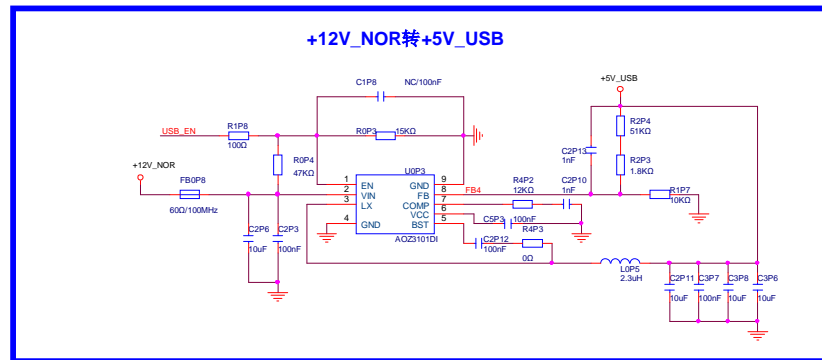 +12V_NOR转+5V_USB
C1P8 NC/100nF
+5V_USB
USB_EN
R1P8
100Ω
R0P3 15KΩ
R2P4
51KΩ
C2P13
1nF
+12V_NOR
R0P4
47KΩ
R2P3
1.8KΩ
U0P3
FB0P8
60Ω/100MHz
1 EN GND 9
2 VIN FB 8
3 LX COMP 7
VCC 6
4 GND BST 5
AOZ3101DI
FB4
R4P2
12KΩ
C2P10
1nF
R1P7
10KΩ
C5P3 100nF
C2P6
10uF
C2P3
100nF
C2P12
100nF
R4P3
0Ω
L0P5
2.3uH
C2P11
10uF
C3P7
100nF
C3P8
10uF
C3P6
10uF